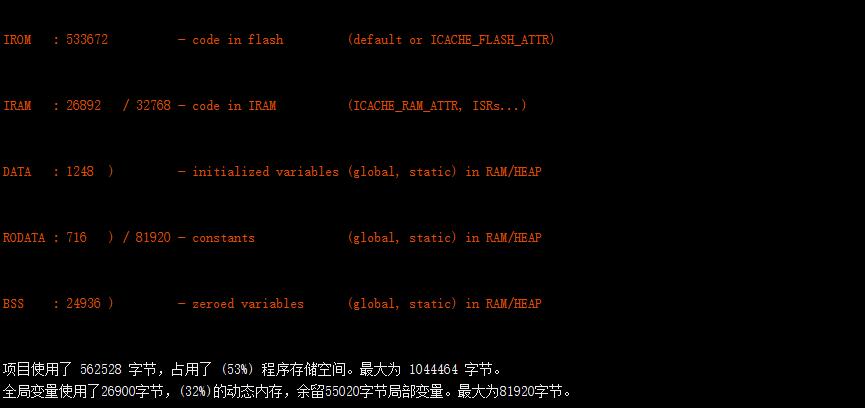 IROM   : 533672          - code in flash         (default or ICACHE_FLASH_ATTR)
IRAM   : 26892   / 32768 - code in IRAM          (ICACHE_RAM_ATTR, ISRs...)
DATA   : 1248  )         - initialized variables (global, static) in RAM/HEAP
RODATA : 716   ) / 81920 - constants             (global, static) in RAM/HEAP
BSS    : 24936 )         - zeroed variables      (global, static) in RAM/HEAP
项目使用了 562528 字节，占用了 (53%) 程序存储空间。最大为 1044464 字节。
全局变量使用了26900字节，(32%)的动态内存，余留55020字节局部变量。最大为81920字节。